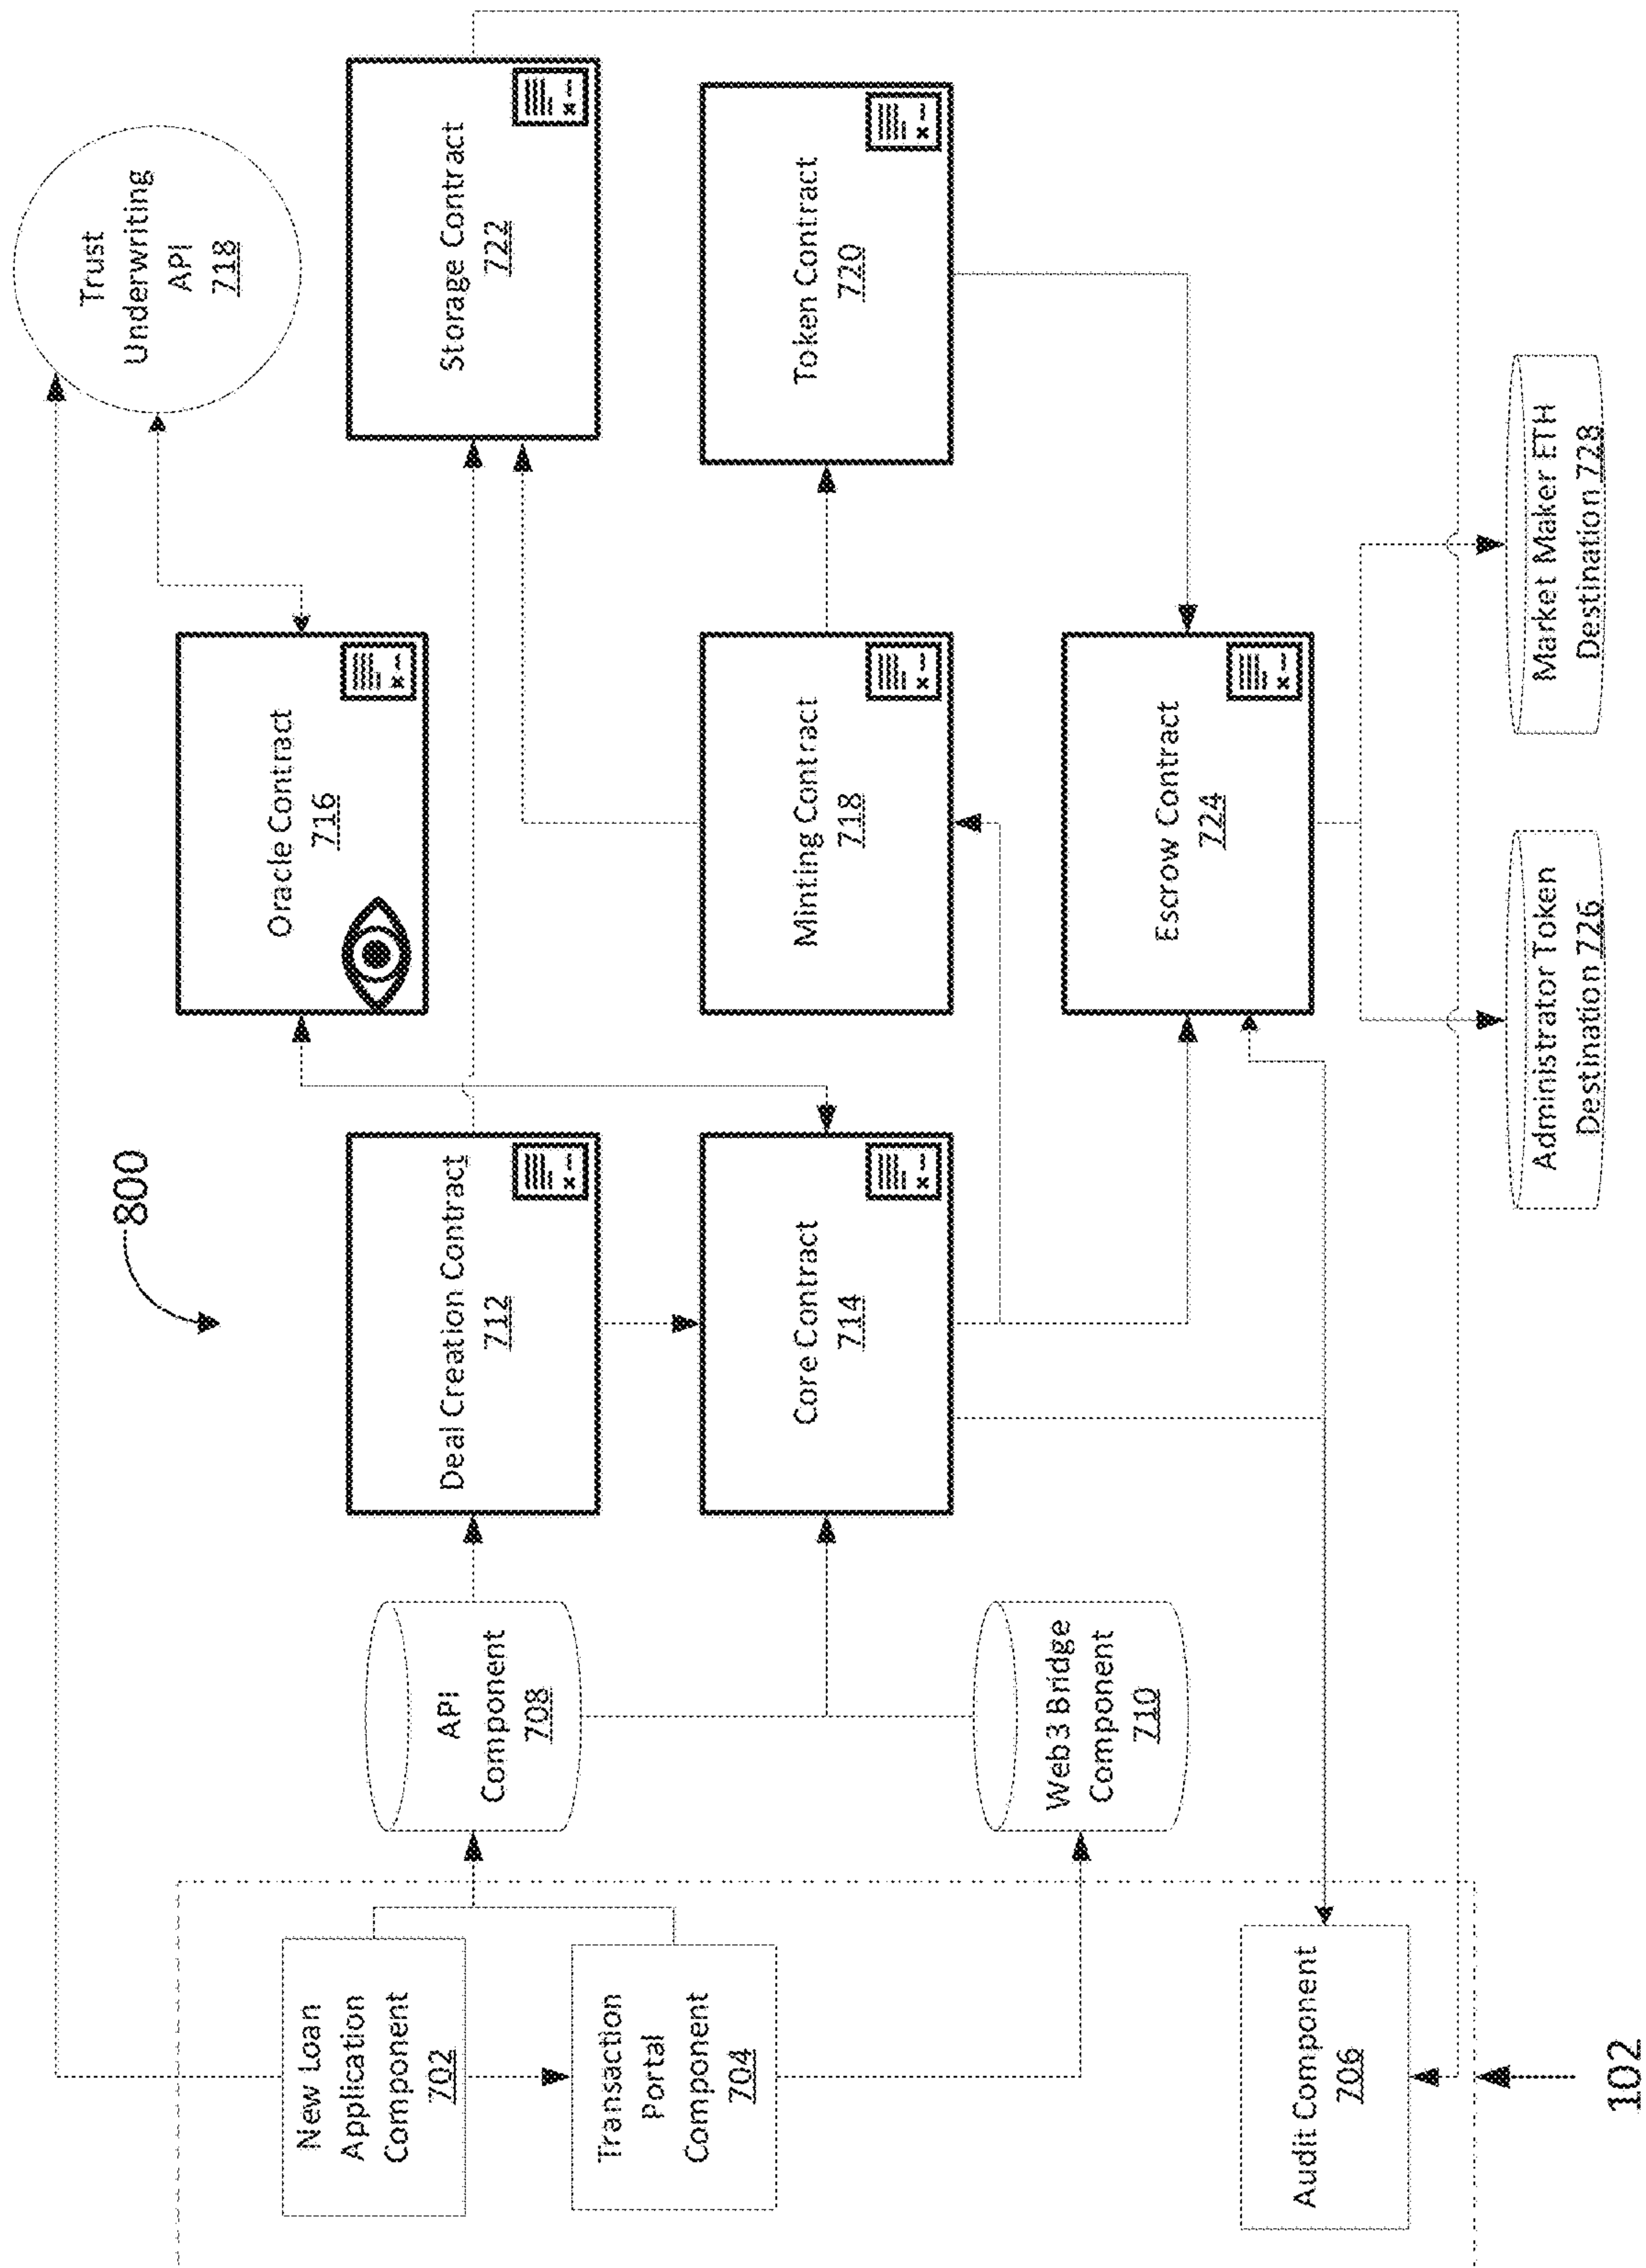 800
Trust
Underwriting
API
718
Oracle Contract
716
New Loan
Application
Component
702
API
Component
708
Deal Creation Contract
712
Storage Contract
722
Transaction
Portal
Component
704
Core Contract
714
Minting Contract
718
Token Contract
720
Web3 Bridge
Component
710
Escrow Contract
724
Audit Component
706
Administrator Token
Destination 726
Market Maker ETH
Destination 728
102